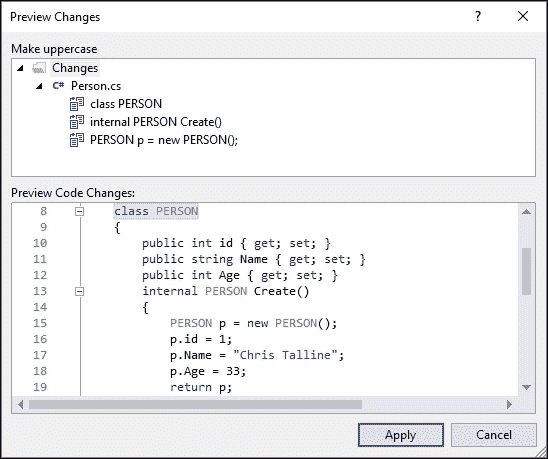 Preview Changes ?
Make uppercase
Changes
C# Person.cs
class PERSON
internal PERSON Create()
PERSON p = new PERSON();
Preview Code Changes:
8 class PERSON
9 {
10 public int id { get; set; }
11 public string Name { get; set; }
12 public int Age { get; set; }
13 internal PERSON Create()
14 {
15 PERSON p = new PERSON();
16 p.id = 1;
17 p.Name = "Chris Talline";
18 p.Age = 33;
19 return p;
Apply Cancel